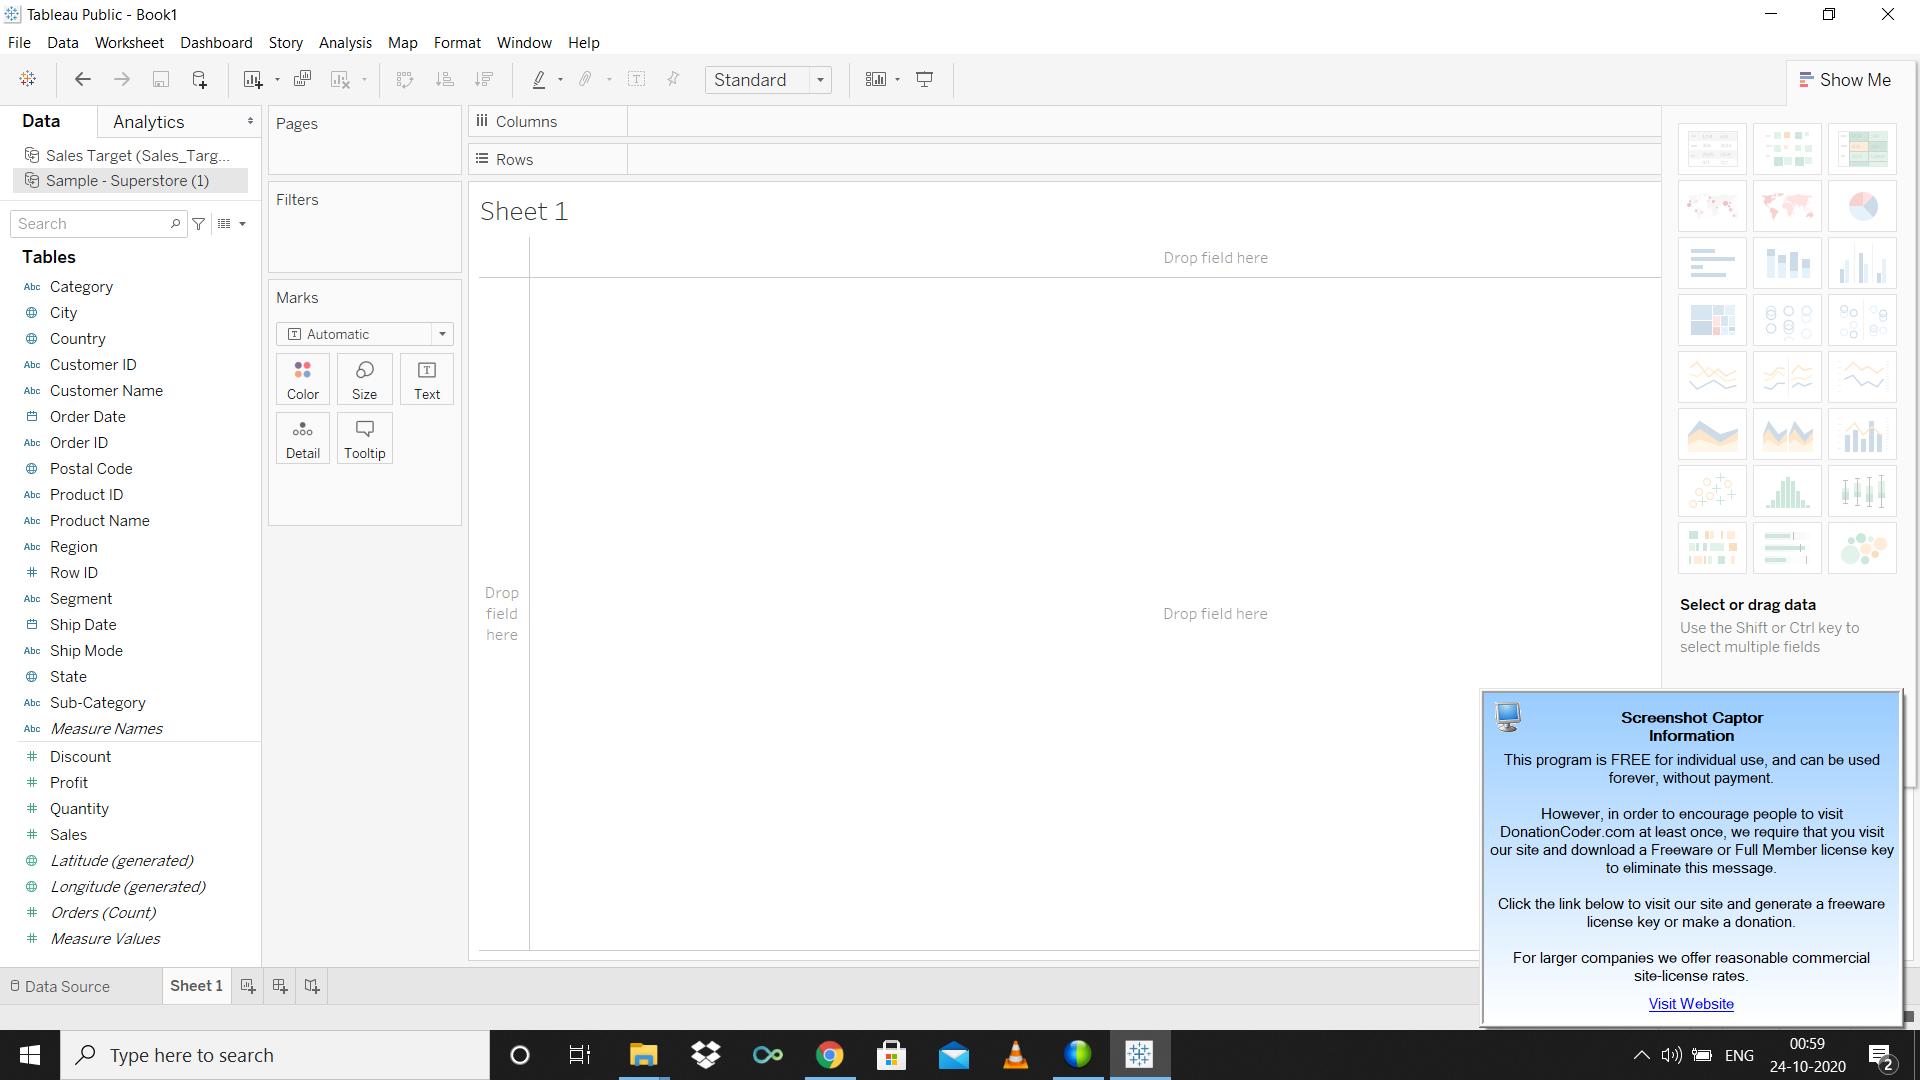 Tableau Public - Book1
File Data Worksheet Dashboard Story Analysis Map Format Window Help
Standard
Show Me
Data Analytics
Sales Target (Sales_Targ...
Sample - Superstore (1)
Search
Tables
Abc Category
City
Country
Abc Customer ID
Abc Customer Name
Order Date
Abc Order ID
Postal Code
Abc Product ID
Abc Product Name
Abc Region
# Row ID
Abc Segment
Ship Date
Abc Ship Mode
State
Abc Sub-Category
Abc Measure Names
# Discount
# Profit
# Quantity
# Sales
Latitude (generated)
Longitude (generated)
# Orders (Count)
# Measure Values
Pages
Filters
Marks
T Automatic
Color Size Text
Detail Tooltip
Columns
Rows
Sheet 1
Drop field here
Drop
field
here
Drop field here
Select or drag data
Use the Shift or Ctrl key to
select multiple fields
Screenshot Captor
Information
This program is FREE for individual use, and can be used
forever, without payment.
However, in order to encourage people to visit
DonationCoder.com at least once, we require that you visit
our site and download a Freeware or Full Member license key
to eliminate this message.
Click the link below to visit our site and generate a freeware
license key or make a donation.
For larger companies we offer reasonable commercial
site-license rates.
Visit Website
Data Source Sheet 1
Type here to search
ENG
00:59
24-10-2020
2